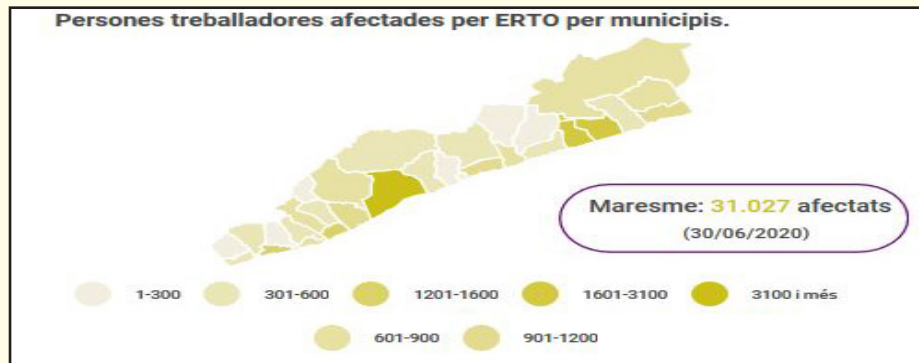 Persones treballadores afectades per ERTO per municipis.
Maresme: 31.027 afectats
(30/06/2020)
1-300 301-600 1201-1600 1601-3100 3100 i més
601-900 901-1200